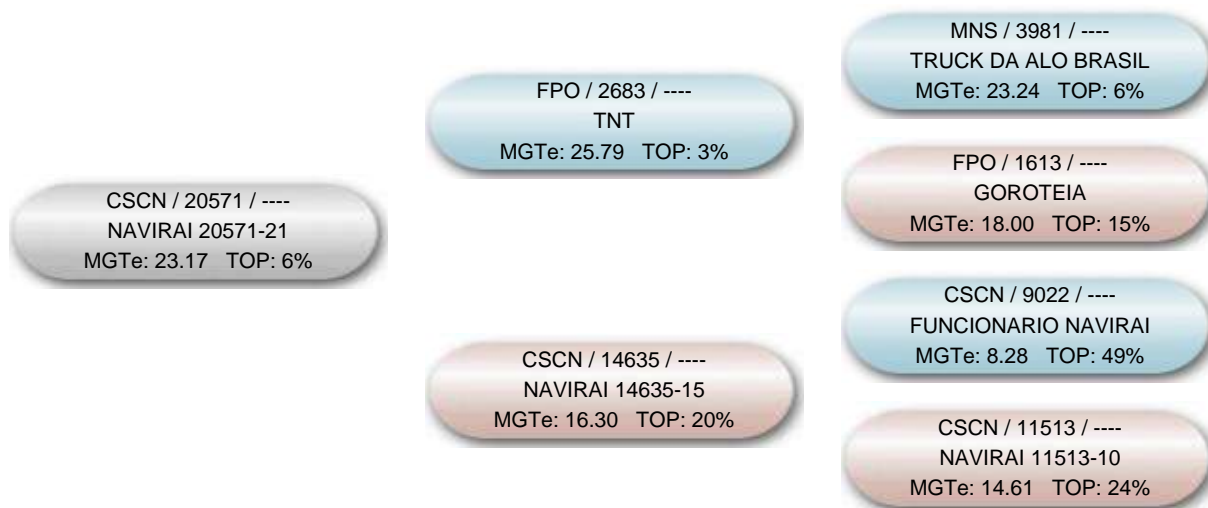 CSCN / 20571 / ----
NAVIRAI 20571-21
MGTe: 23.17 TOP: 6%
FPO / 2683 / ----
TNT
MGTe: 25.79 TOP: 3%
CSCN / 14635 / ----
NAVIRAI 14635-15
MGTe: 16.30 TOP: 20%
MNS / 3981 / ----
TRUCK DA ALO BRASIL
MGTe: 23.24 TOP: 6%
FPO / 1613 / ----
GOROTEIA
MGTe: 18.00 TOP: 15%
CSCN / 9022 / ----
FUNCIONARIO NAVIRAI
MGTe: 8.28 TOP: 49%
CSCN / 11513 / ----
NAVIRAI 11513-10
MGTe: 14.61 TOP: 24%